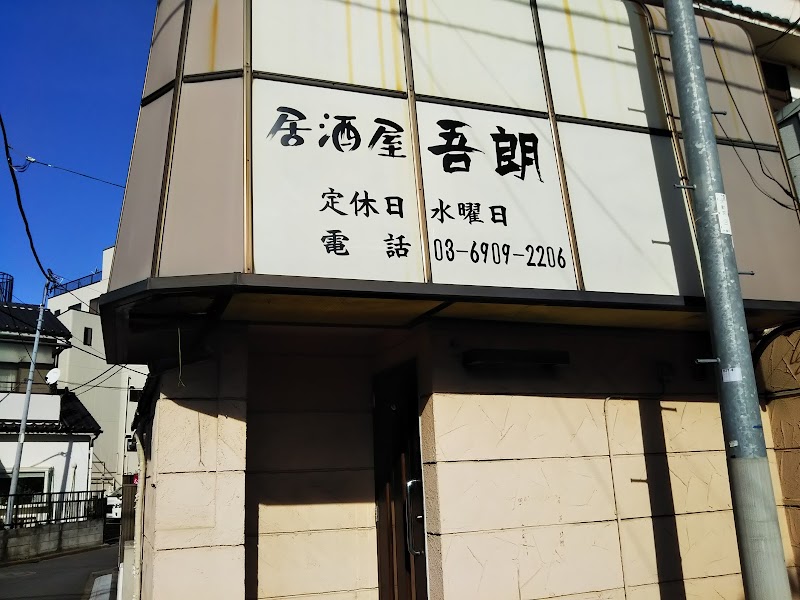 居酒屋 吾朗
定休日 水曜日
電話 03-6909-2206